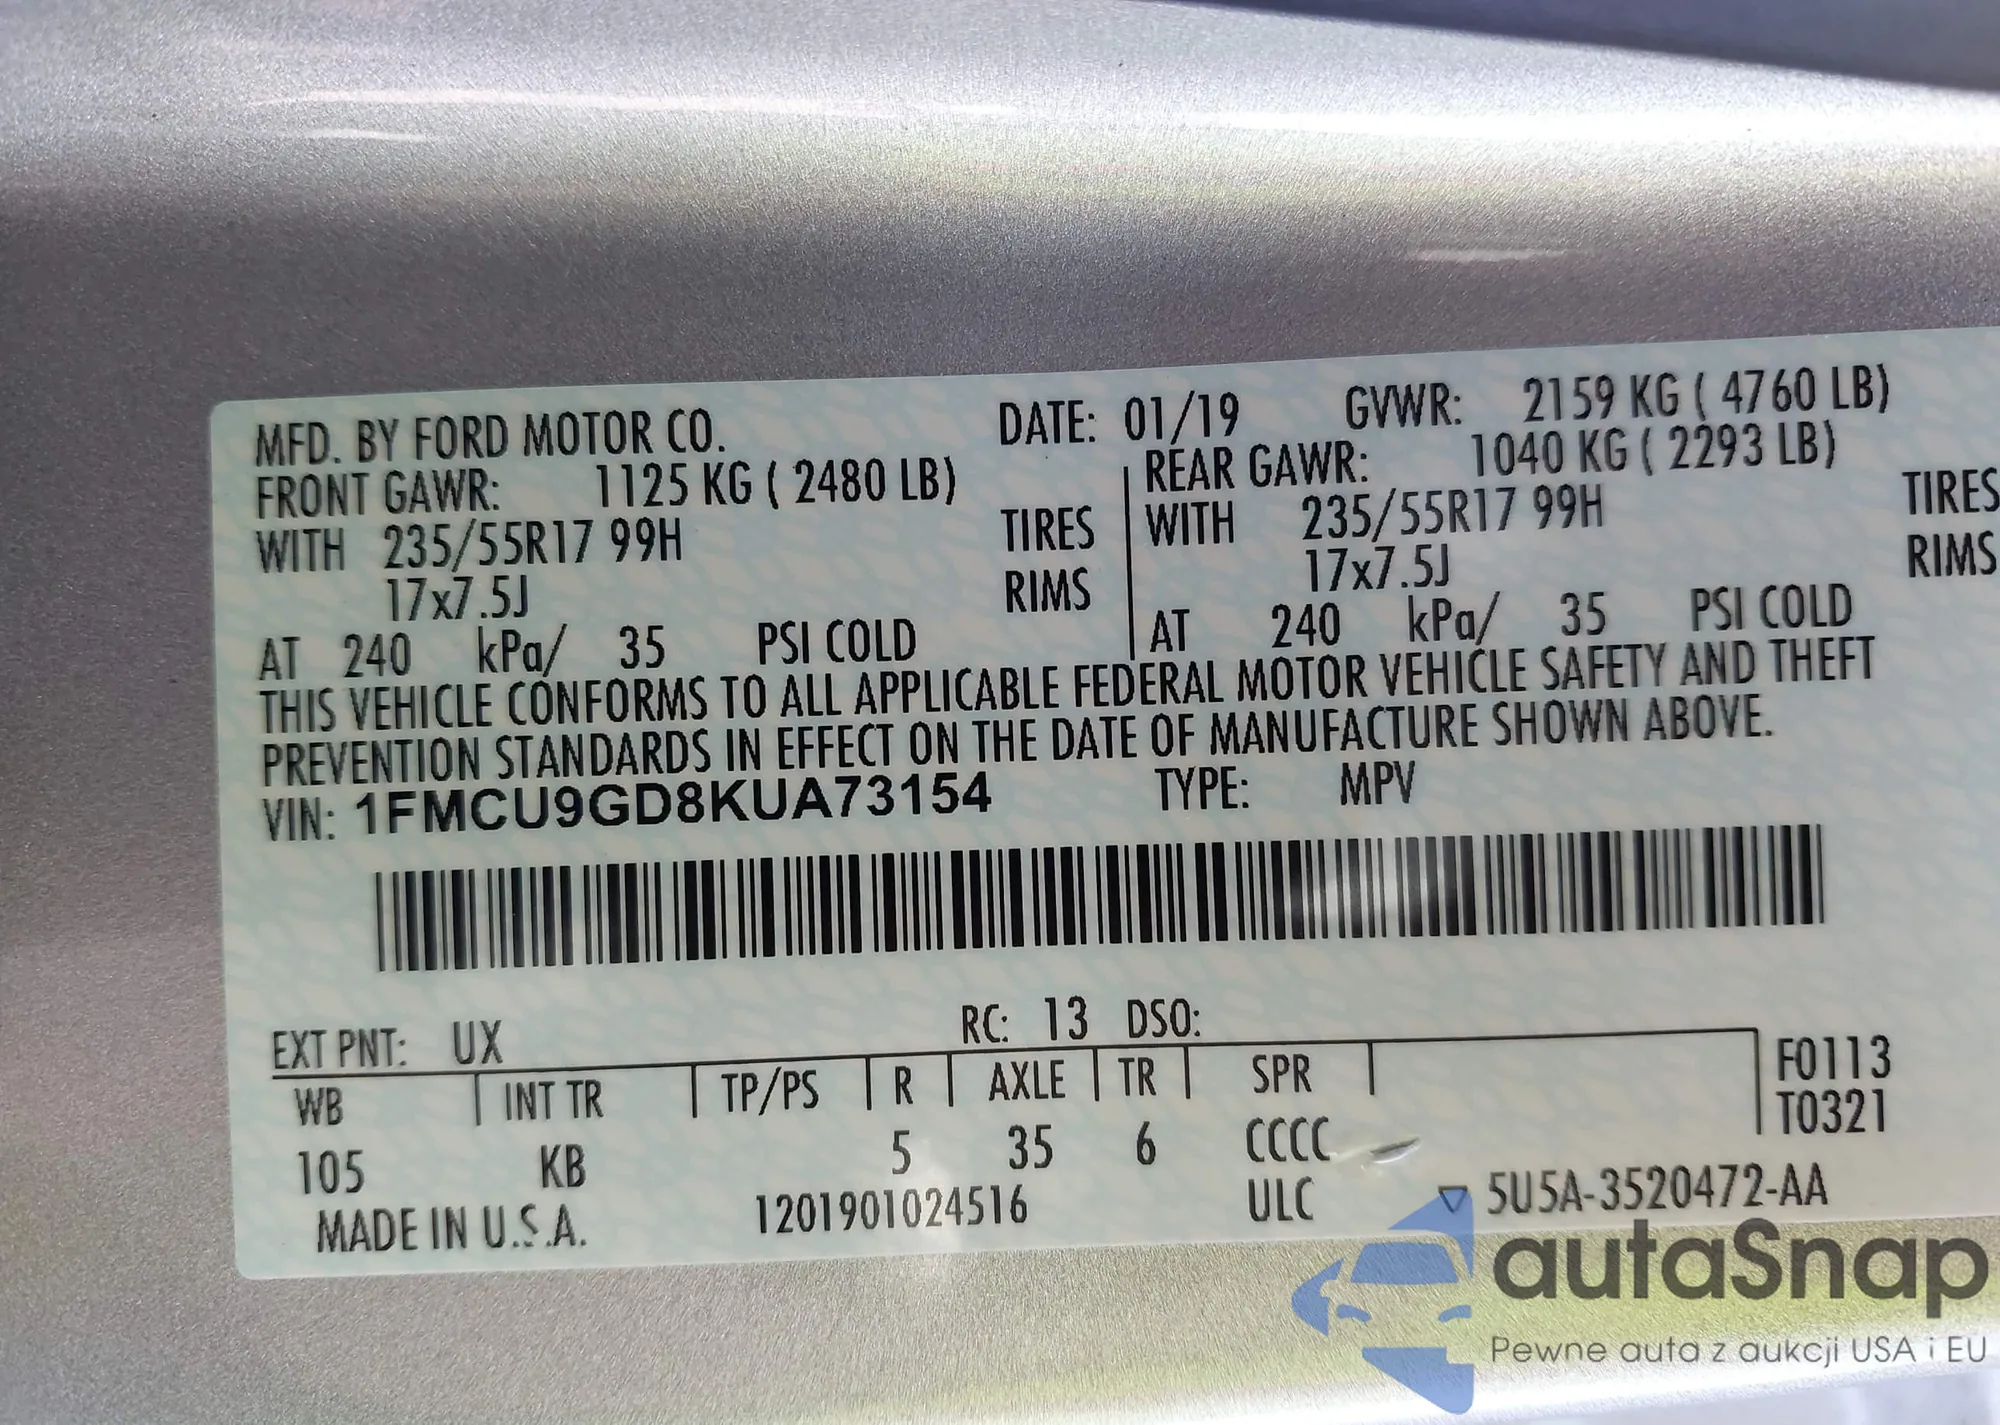 MFD. BY FORD MOTOR CO. DATE: 01/19 GVWR: 2159 KG ( 4760 LB)
FRONT GAWR: 1125 KG ( 2480 LB) REAR GAWR: 1040 KG ( 2293 LB)
WITH 235/55R17 99H TIRES WITH 235/55R17 99H TIRES
17x7.5J RIMS 17x7.5J RIMS
AT 240 kPa/ 35 PSI COLD AT 240 kPa/ 35 PSI COLD
THIS VEHICLE CONFORMS TO ALL APPLICABLE FEDERAL MOTOR VEHICLE SAFETY AND THEFT
PREVENTION STANDARDS IN EFFECT ON THE DATE OF MANUFACTURE SHOWN ABOVE.
VIN: 1FMCU9GD8KUA73154 TYPE: MPV
EXT PNT: UX RC: 13 DSO:
WB INT TR TP/PS R AXLE TR SPR F0113
T0321
105 KB 5 35 6 CCCC
MADE IN U.S.A. 1201901024516 ULC ▽ 5U5A-3520472-AA
autaSnap
Pewne auta z aukcji USA i EU